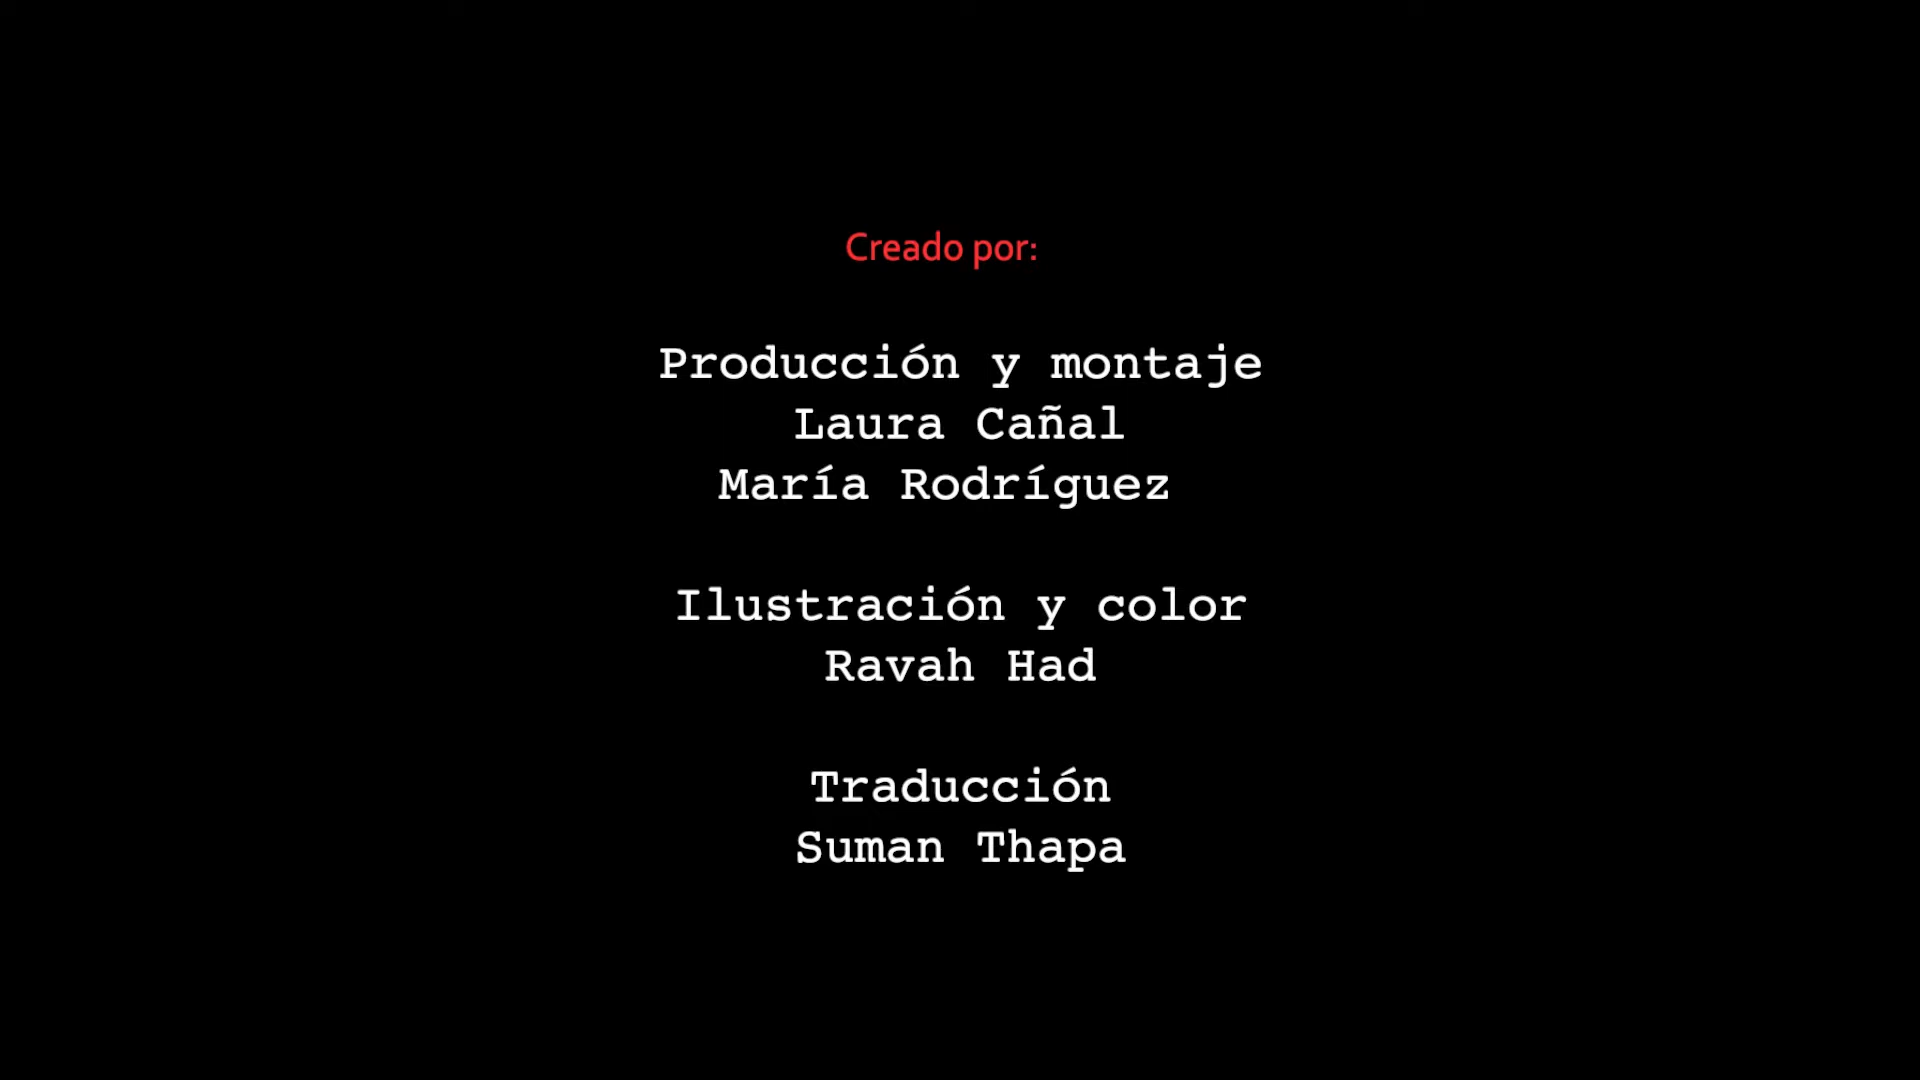 Creado por:
Producción y montaje
Laura Cañal
María Rodríguez
Ilustración y color
Ravah Had
Traducción
Suman Thapa